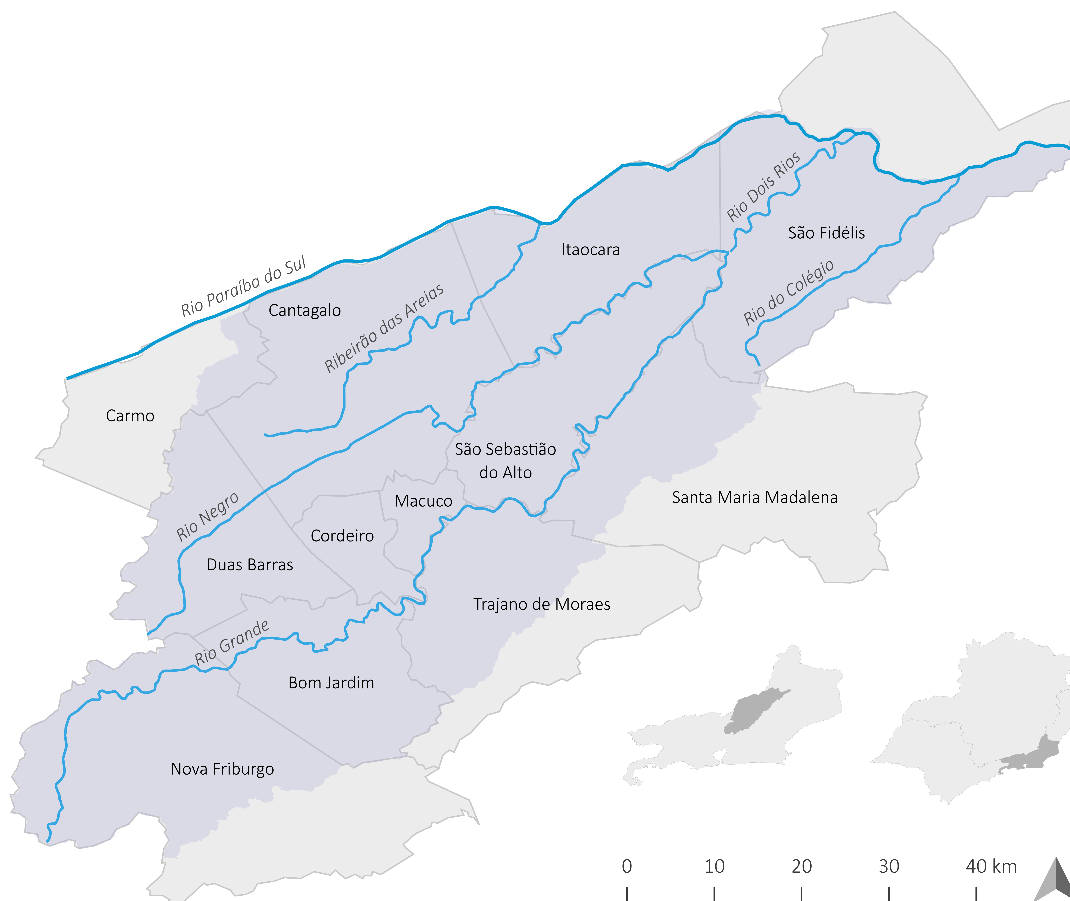 Rio Dois Rios
São Fidélis
Itaocara
Rio Paraíba do Sul
Rio do Colégio
Cantagalo
Ribeirão das Areias
Carmo
São Sebastião
do Alto
Santa Maria Madalena
Macuco
Rio Negro
Cordeiro
Duas Barras
Trajano de Moraes
Rio Grande
Bom Jardim
Nova Friburgo
0 10 20 30 40 km